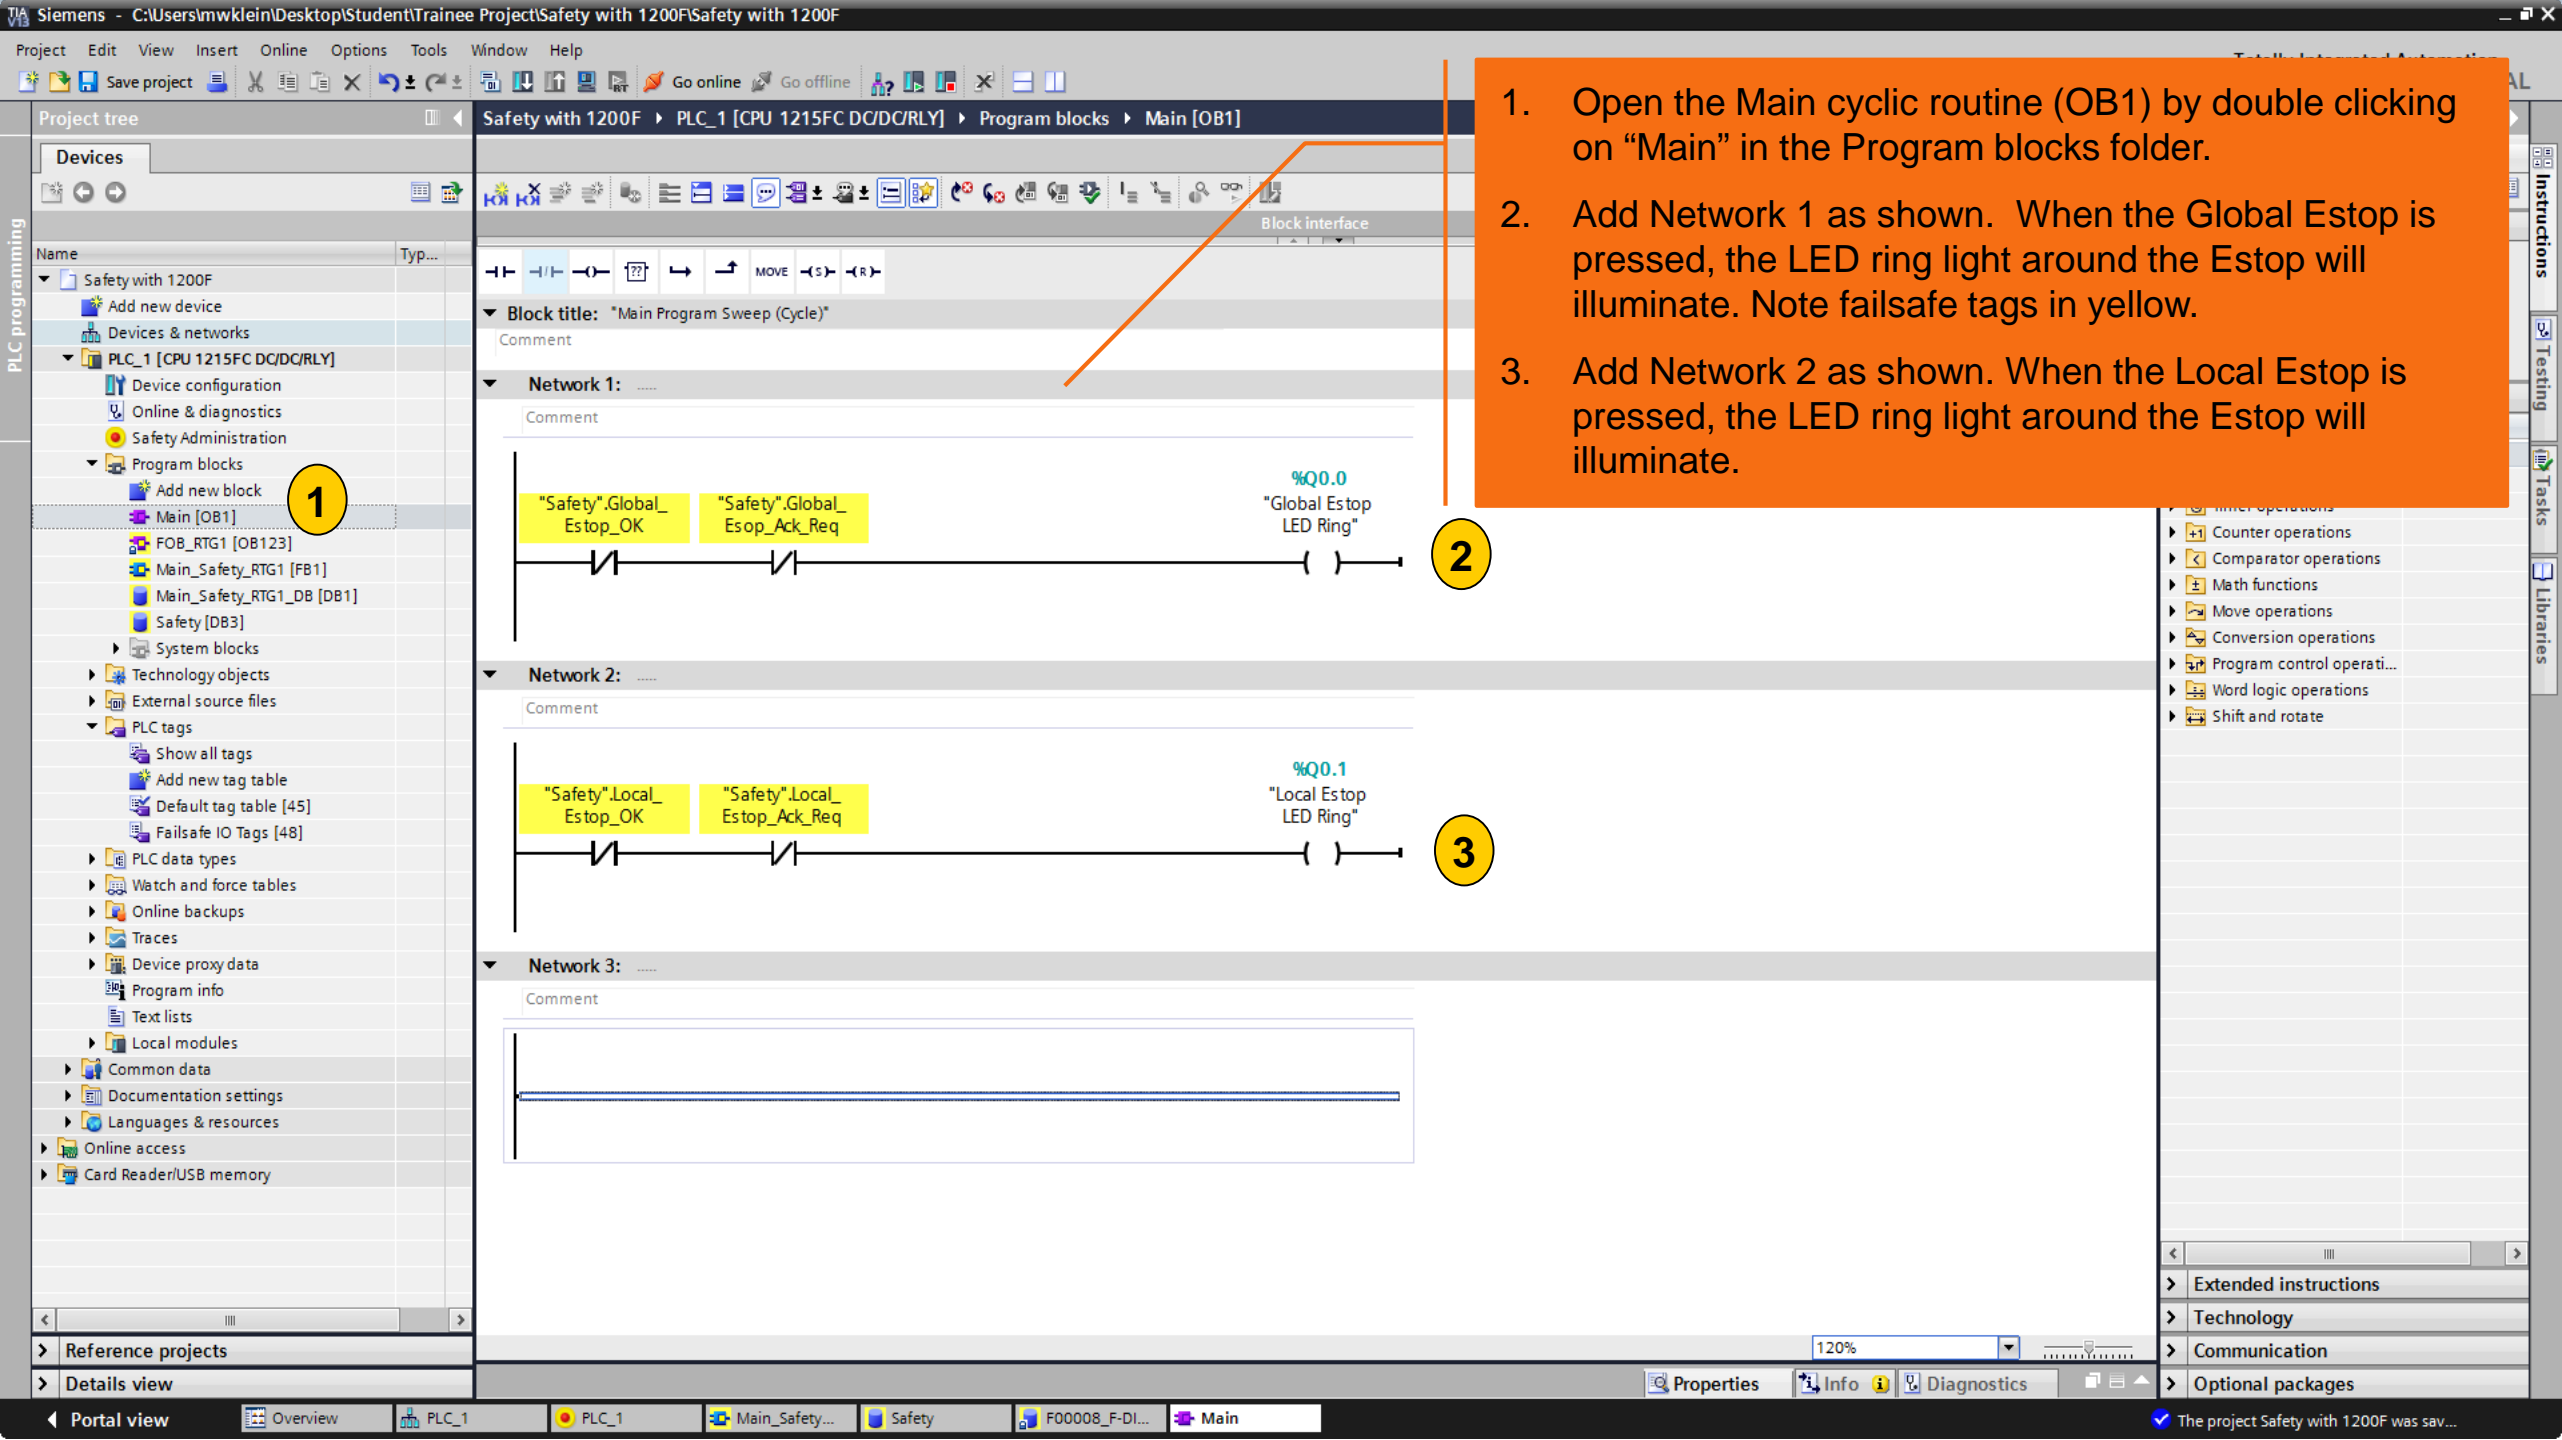 Siemens - C:\Users\mwklein\Desktop\Student\Trainee Project\Safety with 1200F\Safety with 1200F
Project Edit View Insert Online Options Tools Window Help
Save project Go online Go offline
Project tree
Safety with 1200F PLC_1 [CPU 1215FC DC/DC/RLY] Program blocks Main [OB1]
Devices
Block interface
PLC programming
Name Typ...
Safety with 1200F
Add new device
Devices & networks
PLC_1 [CPU 1215FC DC/DC/RLY]
Device configuration
Online & diagnostics
Safety Administration
Program blocks
Add new block
Main [OB1]
FOB_RTG1 [OB123]
Main_Safety_RTG1 [FB1]
Main_Safety_RTG1_DB [DB1]
Safety [DB3]
System blocks
Technology objects
External source files
PLC tags
Show all tags
Add new tag table
Default tag table [45]
Failsafe IO Tags [48]
PLC data types
Watch and force tables
Online backups
Traces
Device proxy data
Program info
Text lists
Local modules
Common data
Documentation settings
Languages & resources
Online access
Card Reader/USB memory
Reference projects
Details view
1
?? MOVE (S) (R)
Block title: "Main Program Sweep (Cycle)"
Comment
Network 1: .....
Comment
%Q0.0
"Safety".Global_ "Safety".Global_ "Global Estop
Estop_OK Esop_Ack_Req LED Ring"
2
Network 2: .....
Comment
%Q0.1
"Safety".Local_ "Safety".Local_ "Local Estop
Estop_OK Estop_Ack_Req LED Ring"
3
Network 3: .....
Comment
1. Open the Main cyclic routine (OB1) by double clicking
on “Main” in the Program blocks folder.
2. Add Network 1 as shown. When the Global Estop is
pressed, the LED ring light around the Estop will
illuminate. Note failsafe tags in yellow.
3. Add Network 2 as shown. When the Local Estop is
pressed, the LED ring light around the Estop will
illuminate.
Counter operations
Comparator operations
Math functions
Move operations
Conversion operations
Program control operati...
Word logic operations
Shift and rotate
Extended instructions
Technology
Communication
Optional packages
Instructions
Testing
Tasks
Libraries
120%
Properties Info Diagnostics
Portal view Overview PLC_1 PLC_1 Main_Safety... Safety F00008_F-DI... Main
The project Safety with 1200F was sav...